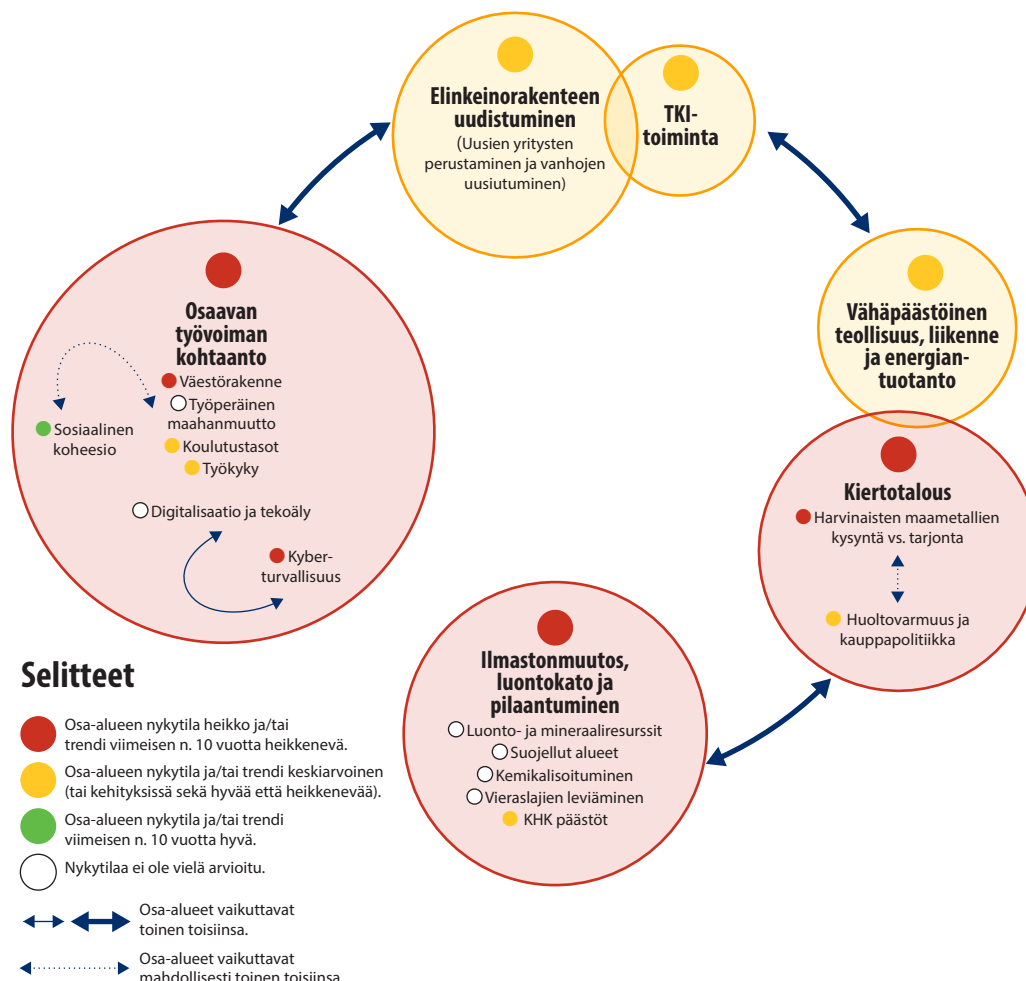 Elinkeinorakenteen
uudistuminen
(Uusien yritysten
perustaminen ja vanhojen
uusiutuminen)
TKI-
toiminta
Vähäpäästöinen
teollisuus, liikenne
ja energian-
tuotanto
Osaavan
työvoiman
kohtaanto
Väestörakenne
Työperäinen
maahanmuutto
Koulutustasot
Työkyky
Sosiaalinen
koheesio
Digitalisaatio ja tekoäly
Kyber-
turvallisuus
Kiertotalous
Harvinaisten maametallien
kysyntä vs. tarjonta
Huoltovarmuus ja
kauppapolitiikka
Ilmastonmuutos,
luontokato ja
pilaantuminen
Luonto- ja mineraaliresurssit
Suojellut alueet
Kemikalisoituminen
Vieraslajien leviäminen
KHK päästöt
Selitteet
Osa-alueen nykytila heikko ja/tai
trendi viimeisen n. 10 vuotta heikkenevä.
Osa-alueen nykytila ja/tai trendi keskiarvoinen
(tai kehityksissä sekä hyvää että heikkenevää).
Osa-alueen nykytila ja/tai trendi
viimeisen n. 10 vuotta hyvä.
Nykytilaa ei ole vielä arvioitu.
Osa-alueet vaikuttavat
toinen toisiinsa.
Osa-alueet vaikuttavat
mahdollisesti toinen toisiinsa